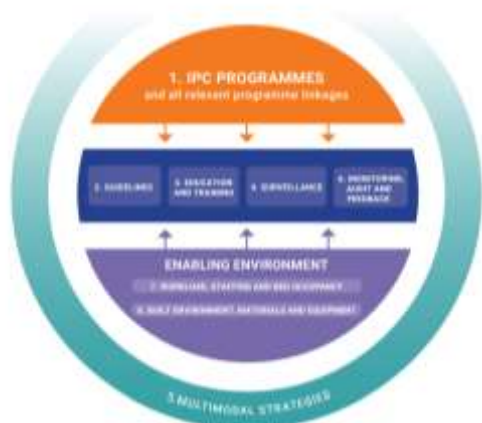 1. IPC PROGRAMMES
and all relevant programme linkages
2. GUIDELINES
3. EDUCATION
AND TRAINING
4. SURVEILLANCE
6. MONITORING,
AUDIT AND
FEEDBACK
ENABLING ENVIRONMENT
7. WORKLOAD, STAFFING AND BED OCCUPANCY
8. BUILT ENVIRONMENT, MATERIALS AND EQUIPMENT
5.MULTIMODAL STRATEGIES